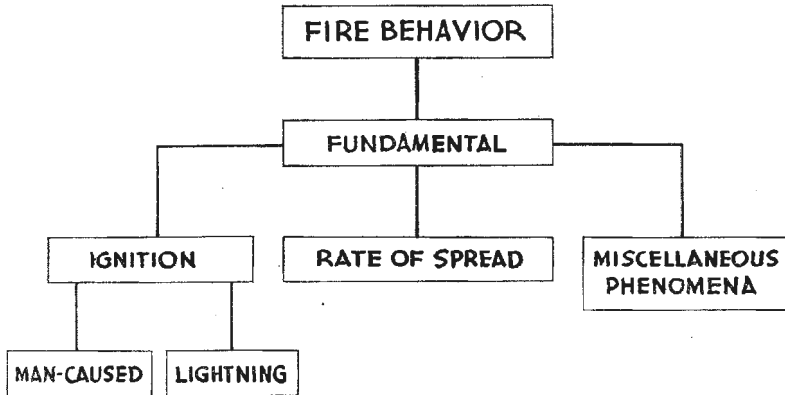 FIRE BEHAVIOR
FUNDAMENTAL
IGNITION
RATE OF SPREAD
MISCELLANEOUS
PHENOMENA
MAN-CAUSED
LIGHTNING